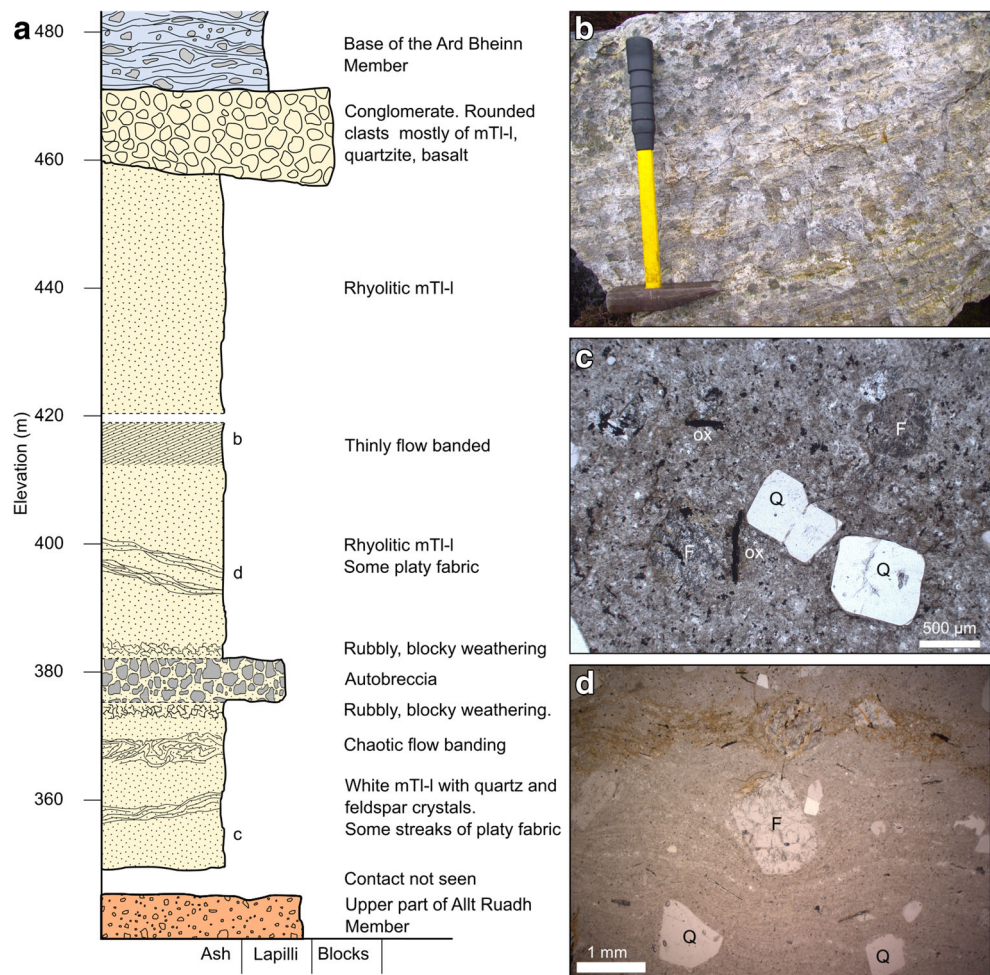 a
480
460
440
420
400
380
360
Elevation (m)
Base of the Ard Bheinn
Member
Conglomerate. Rounded
clasts mostly of mTl-l,
quartzite, basalt
Rhyolitic mTl-l
b
Thinly flow banded
Rhyolitic mTl-l
d
Some platy fabric
Rubbly, blocky weathering
Autobreccia
Rubbly, blocky weathering.
Chaotic flow banding
White mTl-l with quartz and
feldspar crystals.
c
Some streaks of platy fabric
Contact not seen
Upper part of Allt Ruadh
Member
Ash
Lapilli
Blocks
b
c
ox
F
Q
F
ox
Q
500 µm
d
F
Q
Q
1 mm